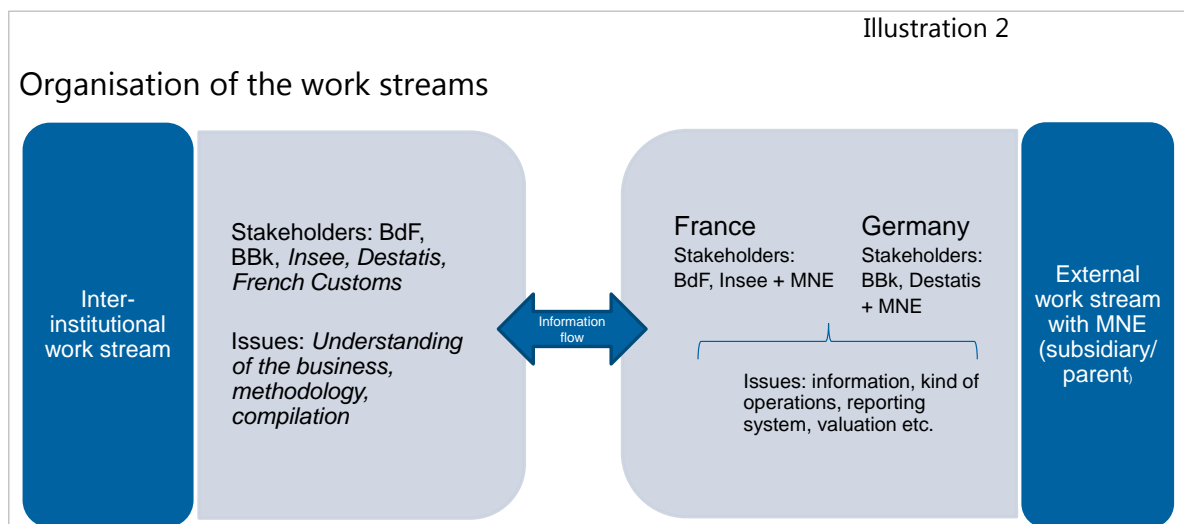 Illustration 2
Organisation of the work streams
Inter-
institutional
work stream
Stakeholders: BdF,
BBk, Insee, Destatis,
French Customs
Issues: Understanding
of the business,
methodology,
compilation
Information
flow
France
Stakeholders:
BdF, Insee + MNE
Germany
Stakeholders:
BBk, Destatis
+ MNE
Issues: information, kind of
operations, reporting
system, valuation etc.
External
work stream
with MNE
(subsidiary/
parent)